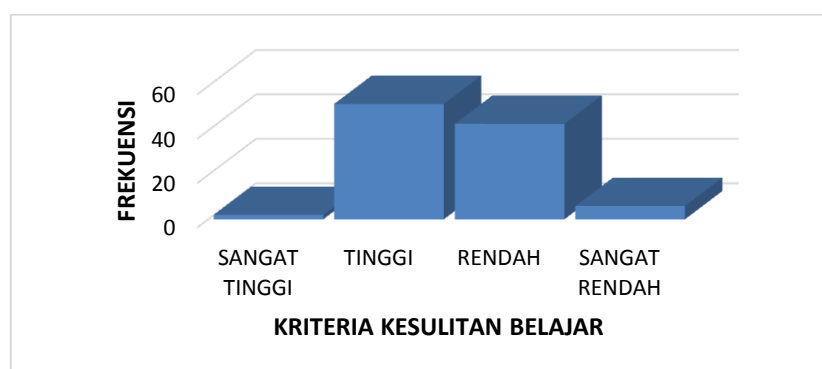 60
40
20
0
FREKUENSI
SANGAT TINGGI
TINGGI
RENDAH
SANGAT RENDAH
KRITERIA KESULITAN BELAJAR